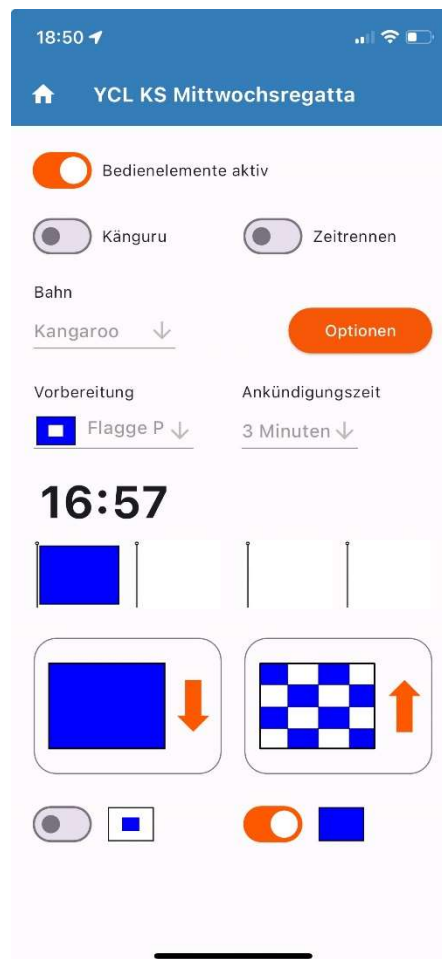 18:50
YCL KS Mittwochsregatta
Bedienelemente aktiv
Känguru
Zeitrennen
Bahn
Kangaroo
Optionen
Vorbereitung
Ankündigungszeit
Flagge P
3 Minuten
16:57